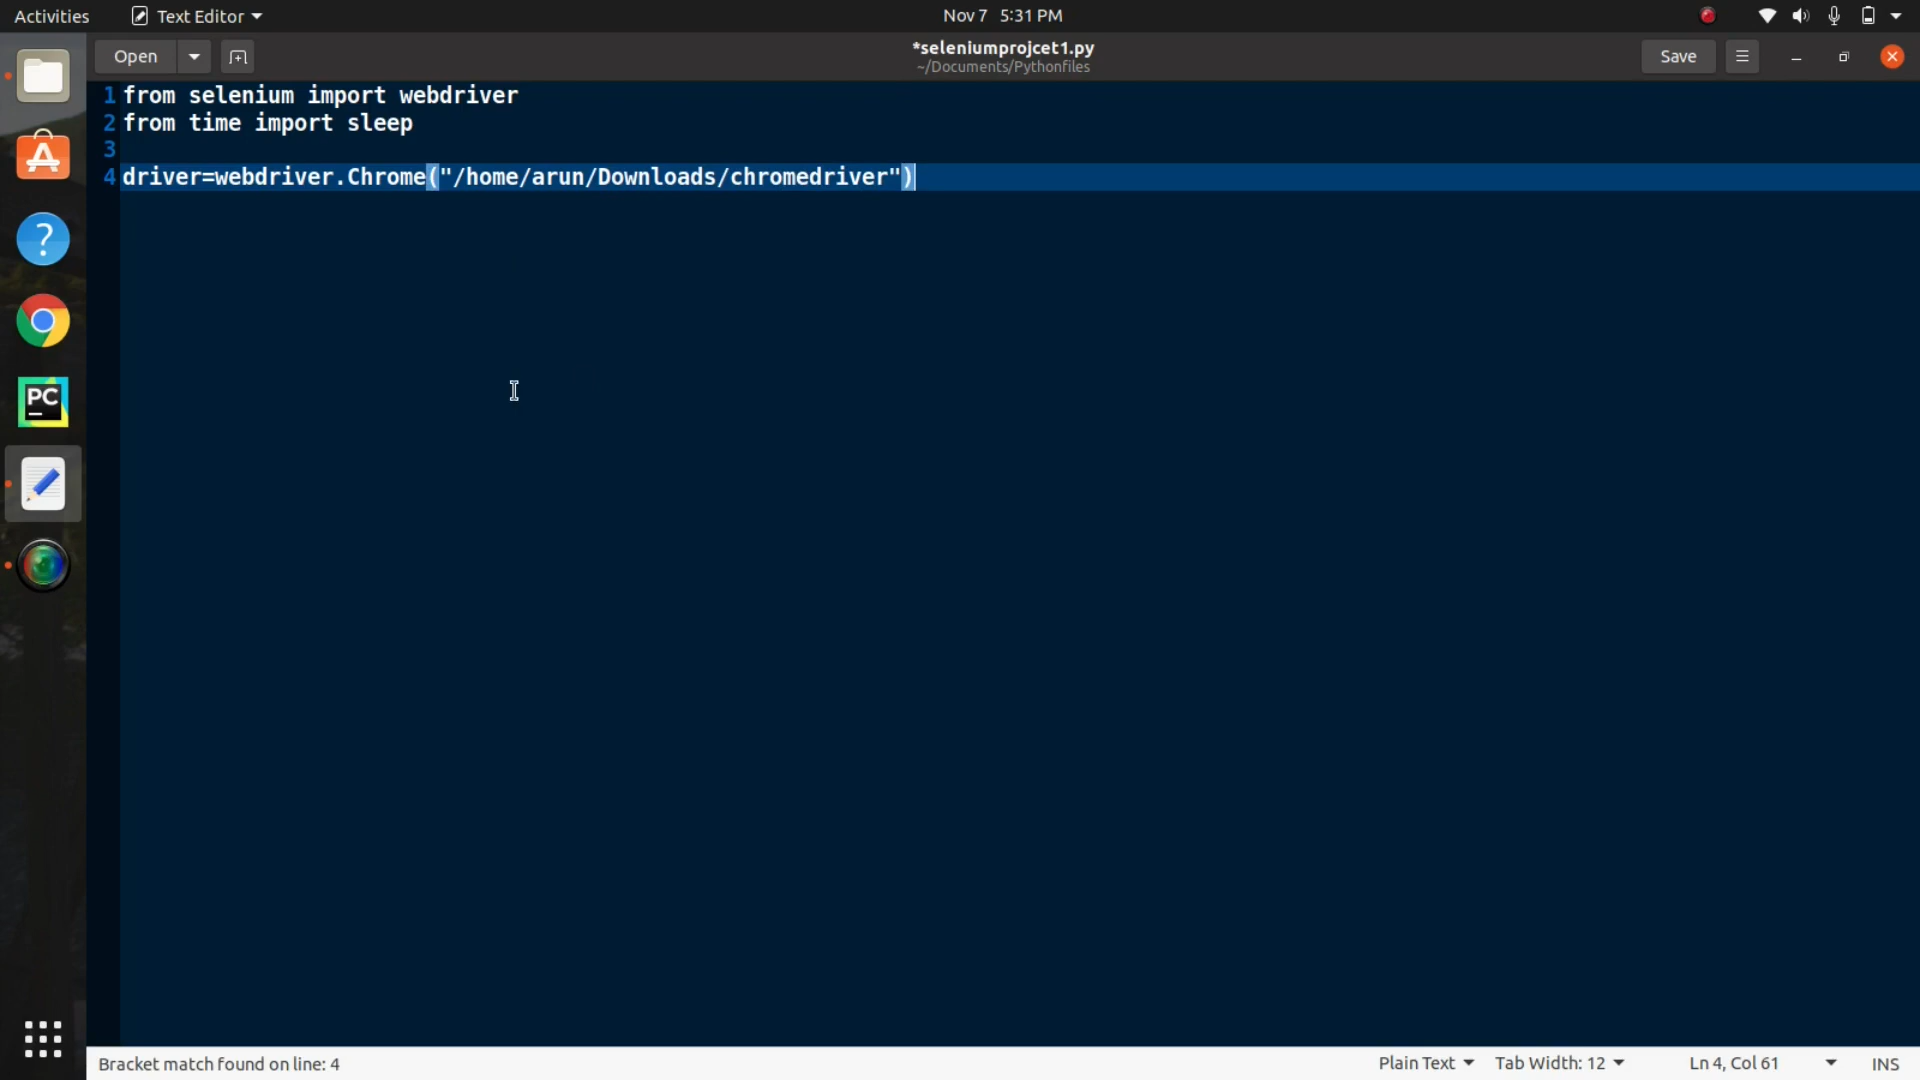 Activities Text Editor Nov 7 5:31 PM
Open *seleniumprojcet1.py Save
~/Documents/Pythonfiles
1 from selenium import webdriver
2 from time import sleep
3
4 driver=webdriver.Chrome("/home/arun/Downloads/chromedriver")
PC
Bracket match found on line: 4 Plain Text Tab Width: 12 Ln 4, Col 61 INS